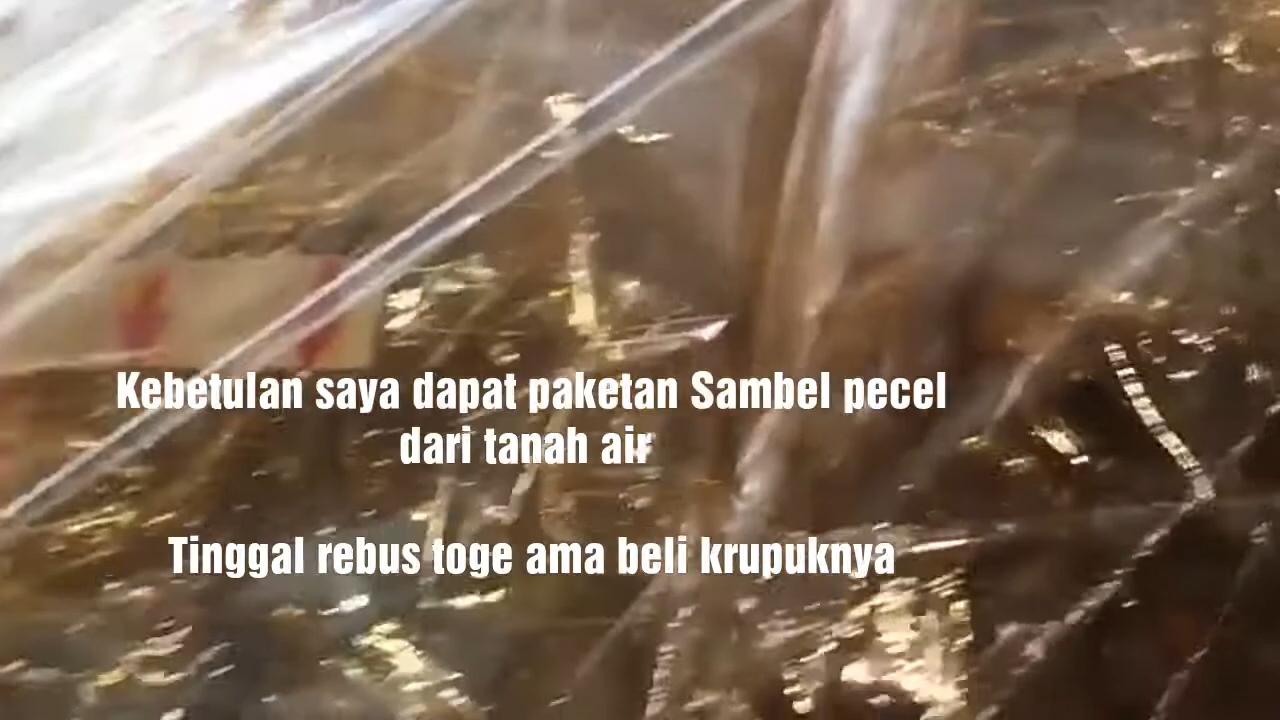 Kebetulan saya dapat paketan Sambel pecel
dari tanah air
Tinggal rebus toge ama beli krupuknya